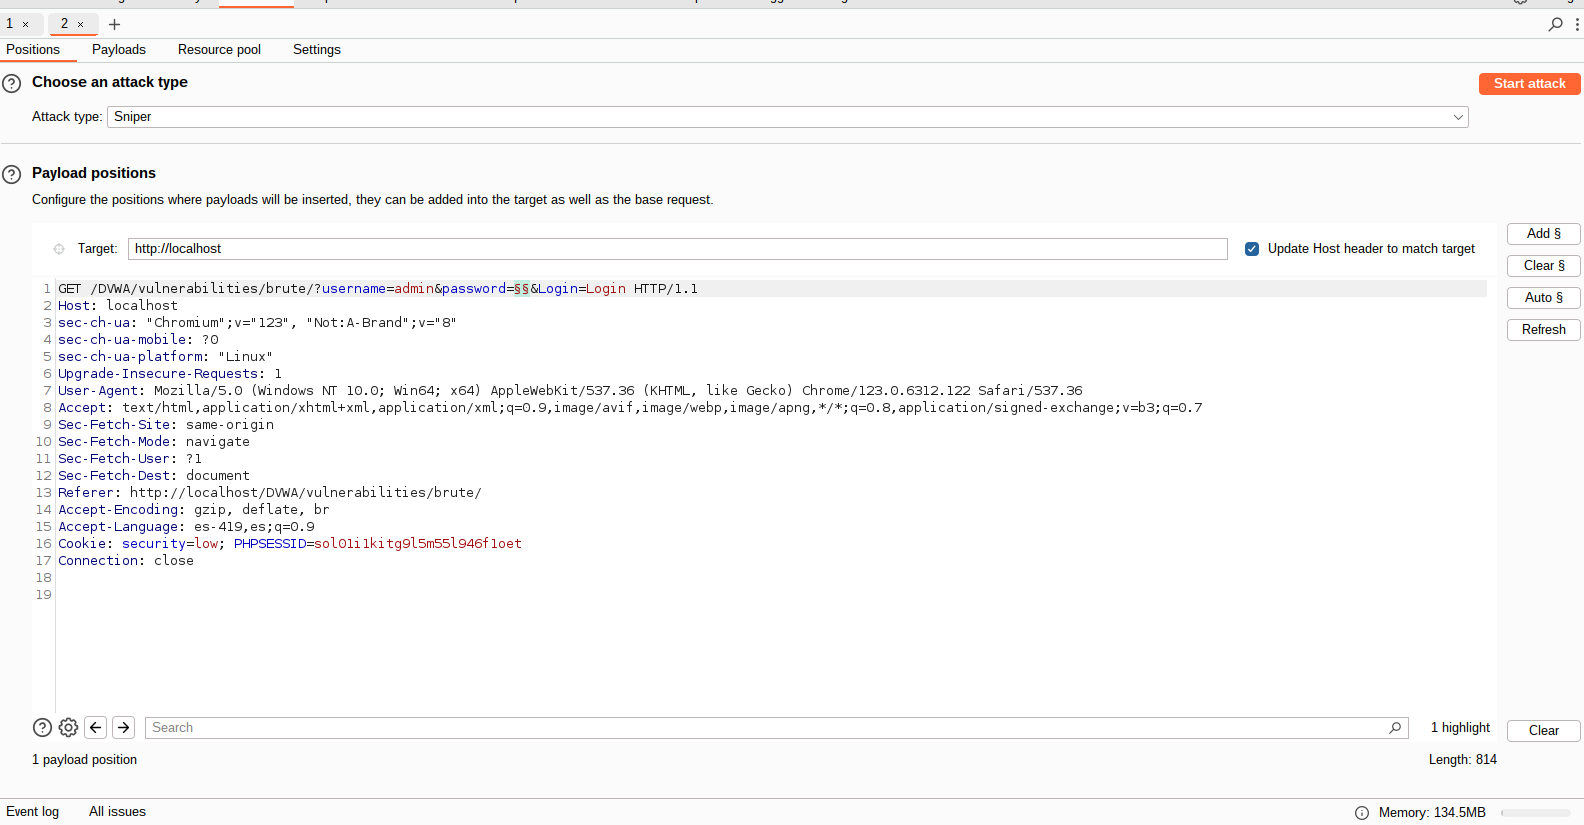 1 × 2 × +
Positions Payloads Resource pool Settings
Choose an attack type
Start attack
Attack type: Sniper
Payload positions
Configure the positions where payloads will be inserted, they can be added into the target as well as the base request.
Add §
Target: http://localhost Update Host header to match target
Clear §
1 GET /DVWA/vulnerabilities/brute/?username=admin&password=§§&Login=Login HTTP/1.1
Auto §
2 Host: localhost
3 sec-ch-ua: "Chromium";v="123", "Not:A-Brand";v="8"
Refresh
4 sec-ch-ua-mobile: ?0
5 sec-ch-ua-platform: "Linux"
6 Upgrade-Insecure-Requests: 1
7 User-Agent: Mozilla/5.0 (Windows NT 10.0; Win64; x64) AppleWebKit/537.36 (KHTML, like Gecko) Chrome/123.0.6312.122 Safari/537.36
8 Accept: text/html,application/xhtml+xml,application/xml;q=0.9,image/avif,image/webp,image/apng,*/*;q=0.8,application/signed-exchange;v=b3;q=0.7
9 Sec-Fetch-Site: same-origin
10 Sec-Fetch-Mode: navigate
11 Sec-Fetch-User: ?1
12 Sec-Fetch-Dest: document
13 Referer: http://localhost/DVWA/vulnerabilities/brute/
14 Accept-Encoding: gzip, deflate, br
15 Accept-Language: es-419,es;q=0.9
16 Cookie: security=low; PHPSESSID=sol01i1kitg9l5m55l946f1oet
17 Connection: close
18
19
Search
1 highlight
Clear
1 payload position
Length: 814
Event log All issues
Memory: 134.5MB